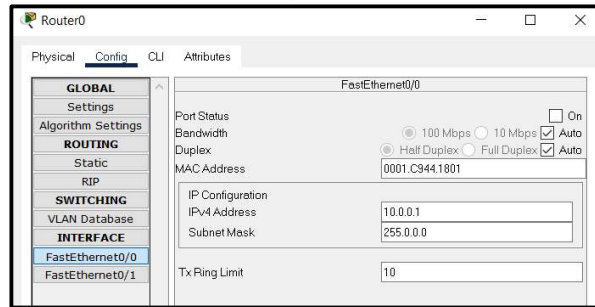 Router0
Physical Config CLI Attributes
GLOBAL
Settings
Algorithm Settings
ROUTING
Static
RIP
SWITCHING
VLAN Database
INTERFACE
FastEthernet0/0
FastEthernet0/1
FastEthernet0/0
Port Status On
Bandwidth 100 Mbps 10 Mbps Auto
Duplex Half Duplex Full Duplex Auto
MAC Address 0001.C944.1801
IP Configuration
IPv4 Address 10.0.0.1
Subnet Mask 255.0.0.0
Tx Ring Limit 10